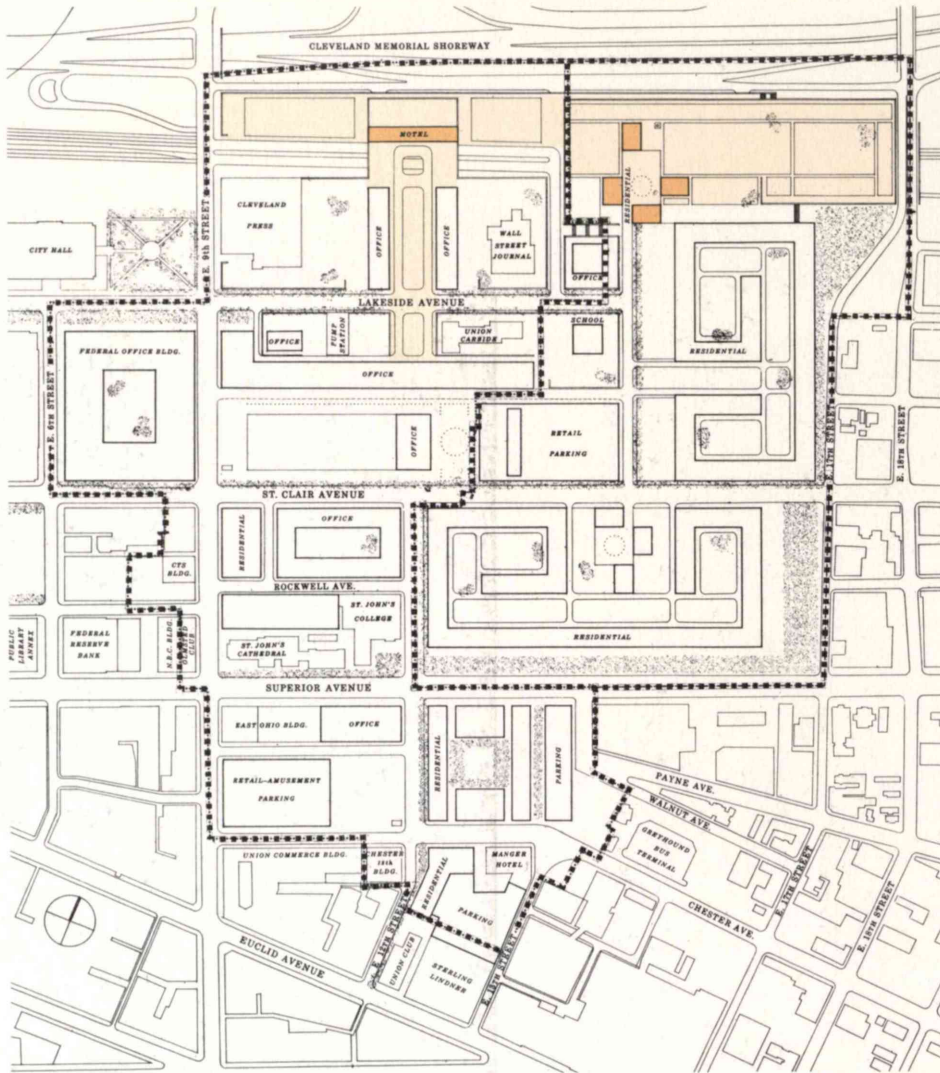 CLEVELAND MEMORIAL SHOREWAY
MOTEL
RESIDENTIAL
CLEVELAND
PRESS
OFFICE
OFFICE
WALL
STREET
JOURNAL
OFFICE
E. 9th STREET
CITY HALL
LAKESIDE AVENUE
OFFICE
PUMP
STATION
UNION
CARBIDE
SCHOOL
FEDERAL OFFICE BLDG.
RESIDENTIAL
OFFICE
E. 6TH STREET
OFFICE
RETAIL
PARKING
E. 17TH STREET
E. 18TH STREET
ST. CLAIR AVENUE
RESIDENTIAL
OFFICE
CTS
BLDG.
ROCKWELL AVE.
PUBLIC
LIBRARY
ANNEX
FEDERAL
RESERVE
BANK
N.B.C. BLDG.
CLUB
ST. JOHN'S
COLLEGE
ST. JOHN'S
CATHEDRAL
RESIDENTIAL
SUPERIOR AVENUE
EAST OHIO BLDG.
OFFICE
RESIDENTIAL
PARKING
RETAIL—AMUSEMENT
PARKING
PAYNE AVE.
WALNUT AVE.
GREYHOUND
BUS
TERMINAL
UNION COMMERCE BLDG.
CHESTER
12th
BLDG.
RESIDENTIAL
MANGER
HOTEL
PARKING
E. 17TH STREET
E. 18TH STREET
CHESTER AVE.
EUCLID AVENUE
UNION CLUB
STERLING
LINDNER
E. 13TH STREET